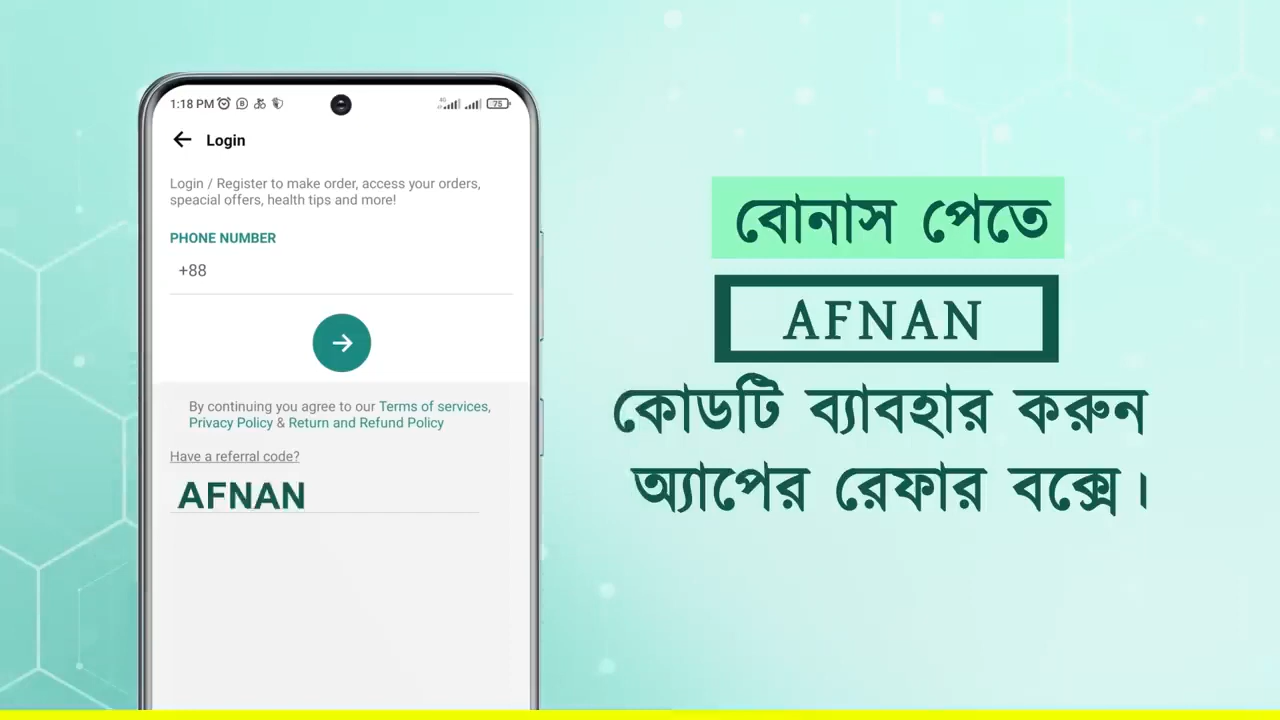 1:18 PM
4G
75
Login
Login / Register to make order, access your orders,
speacial offers, health tips and more!
PHONE NUMBER
+88
By continuing you agree to our Terms of services,
Privacy Policy & Return and Refund Policy
Have a referral code?
AFNAN
বোনাস পেতে
AFNAN
কোডটি ব্যাবহার করুন
অ্যাপের রেফার বক্সে।